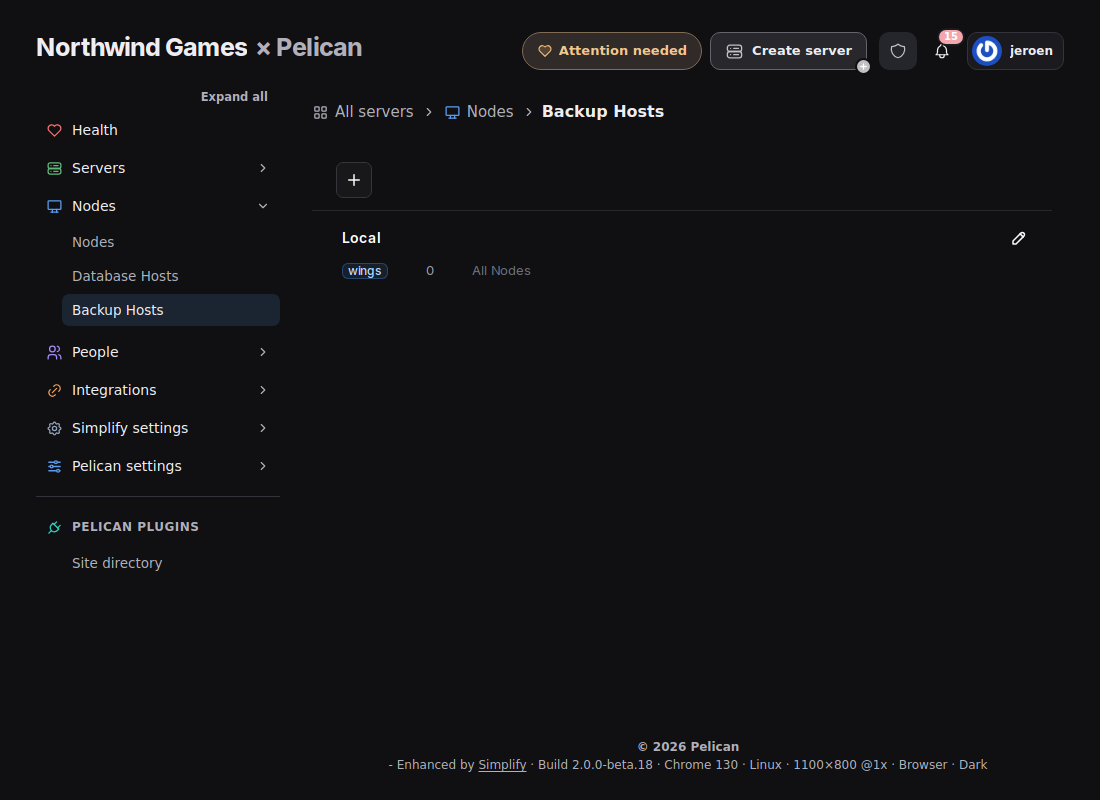 Northwind Games × Pelican
Attention needed
Create server
15
jeroen
Expand all
Health
Servers
Nodes
Nodes
Database Hosts
Backup Hosts
People
Integrations
Simplify settings
Pelican settings
PELICAN PLUGINS
Site directory
All servers > Nodes > Backup Hosts
Local
wings 0 All Nodes
© 2026 Pelican
- Enhanced by Simplify · Build 2.0.0-beta.18 · Chrome 130 · Linux · 1100×800 @1x · Browser · Dark